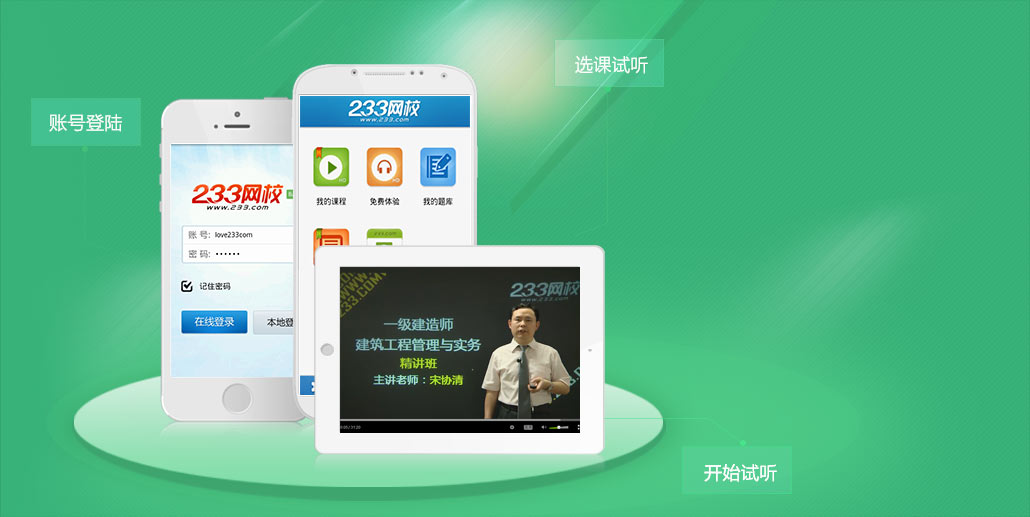 账号登陆
选课试听
233网校
www.233.com
我的课程
免费体验
我的题库
HD
HD
233.com
233网校
www.233.com
账 号: love233com
密 码: ••••••
记住密码
在线登录
本地登
233网校
www.233.com
一级建造师
建筑工程管理与实务
精讲班
主讲老师：宋协清
开始试听